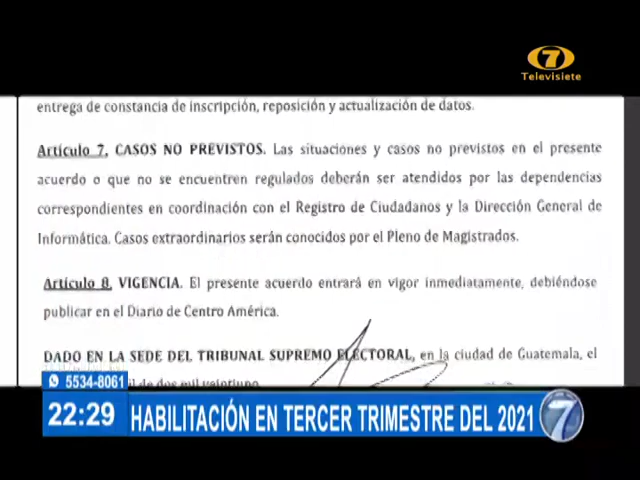 7
Televisiete
entrega de constancia de inscripción, reposición y actualización de datos.
Artículo 7. CASOS NO PREVISTOS. Las situaciones y casos no previstos en el presente
acuerdo o que no se encuentren regulados deberán ser atendidos por las dependencias
correspondientes en coordinación con el Registro de Ciudadanos y la Dirección General de
Informática. Casos extraordinarios serán conocidos por el Pleno de Magistrados.
Artículo 8. VIGENCIA. El presente acuerdo entrará en vigor inmediatamente, debiéndose
publicar en el Diario de Centro América.
DADO EN LA SEDE DEL TRIBUNAL SUPREMO ELECTORAL, en la ciudad de Guatemala, el
de dos mil veintiuno
5534-8061
22:29 HABILITACIÓN EN TERCER TRIMESTRE DEL 2021 7